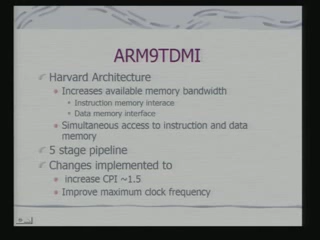 ARM9TDMI
Harvard Architecture
Increases available memory bandwidth
Instruction memory interace
Data memory interface
Simultaneous access to instruction and data
memory
5 stage pipeline
Changes implemented to
increase CPI ~1.5
Improve maximum clock frequency